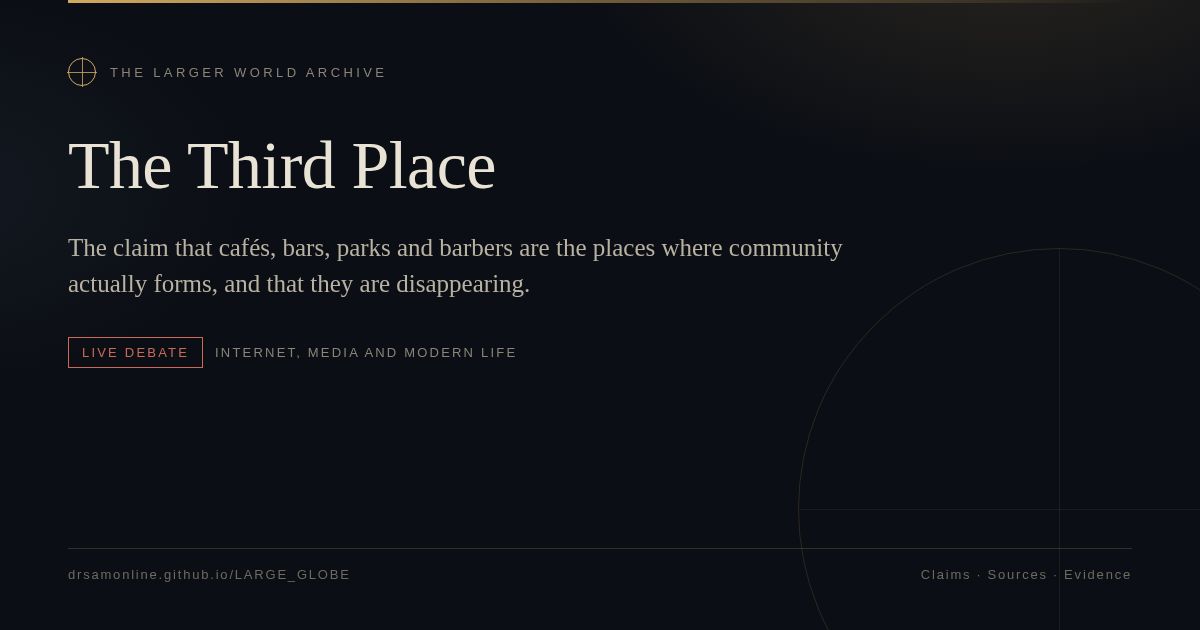 THE LARGER WORLD ARCHIVE
The Third Place
The claim that cafés, bars, parks and barbers are the places where community
actually forms, and that they are disappearing.
LIVE DEBATE INTERNET, MEDIA AND MODERN LIFE
drsamonline.github.io/LARGE_GLOBE Claims · Sources · Evidence